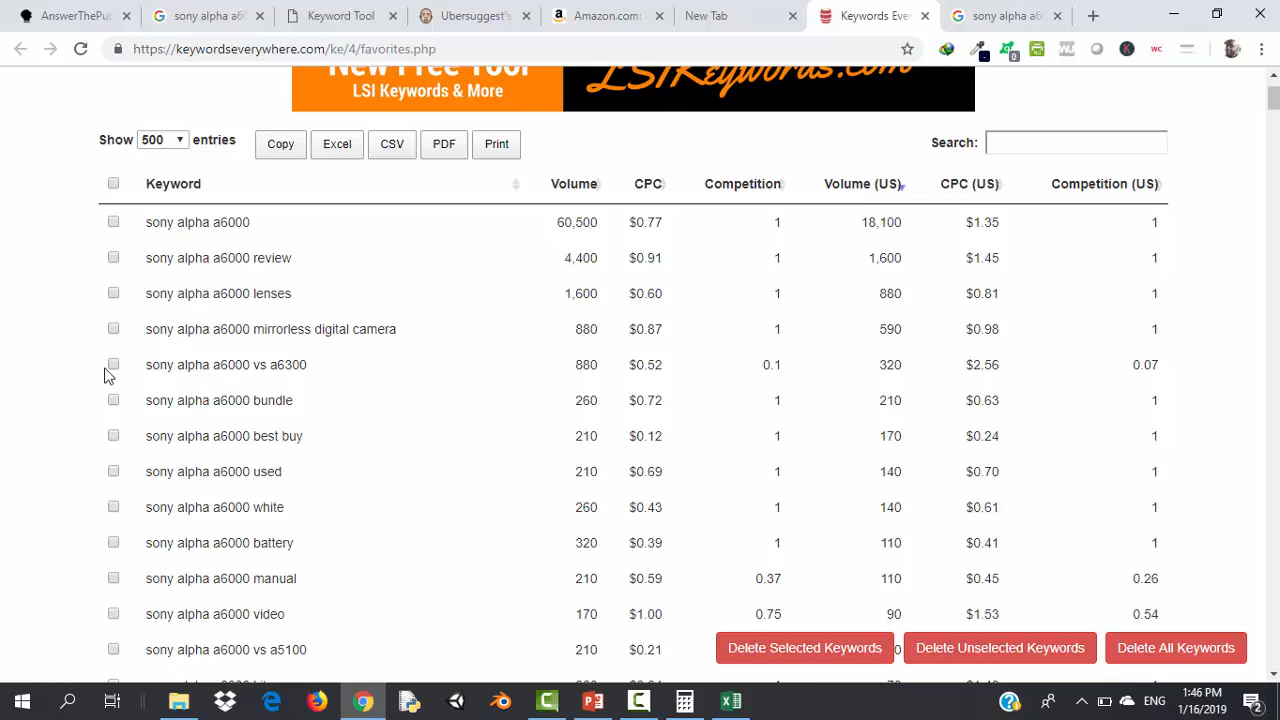 AnswerThePu
sony alpha a60
Keyword Tool
Ubersuggest's
Amazon.com:
New Tab
Keywords Eve
sony alpha a6
https://keywordseverywhere.com/ke/4/favorites.php
New Free Tool
LSI Keywords & More
LSIKeywords.com
Show 500 entries
Copy
Excel
CSV
PDF
Print
Search:
Keyword Volume CPC Competition Volume (US) CPC (US) Competition (US)
sony alpha a6000 60,500 $0.77 1 18,100 $1.35 1
sony alpha a6000 review 4,400 $0.91 1 1,600 $1.45 1
sony alpha a6000 lenses 1,600 $0.60 1 880 $0.81 1
sony alpha a6000 mirrorless digital camera 880 $0.87 1 590 $0.98 1
sony alpha a6000 vs a6300 880 $0.52 0.1 320 $2.56 0.07
sony alpha a6000 bundle 260 $0.72 1 210 $0.63 1
sony alpha a6000 best buy 210 $0.12 1 170 $0.24 1
sony alpha a6000 used 210 $0.69 1 140 $0.70 1
sony alpha a6000 white 260 $0.43 1 140 $0.61 1
sony alpha a6000 battery 320 $0.39 1 110 $0.41 1
sony alpha a6000 manual 210 $0.59 0.37 110 $0.45 0.26
sony alpha a6000 video 170 $1.00 0.75 90 $1.53 0.54
sony alpha a6000 vs a5100 210 $0.21
Delete Selected Keywords
Delete Unselected Keywords
Delete All Keywords
ENG
1:46 PM
1/16/2019
2